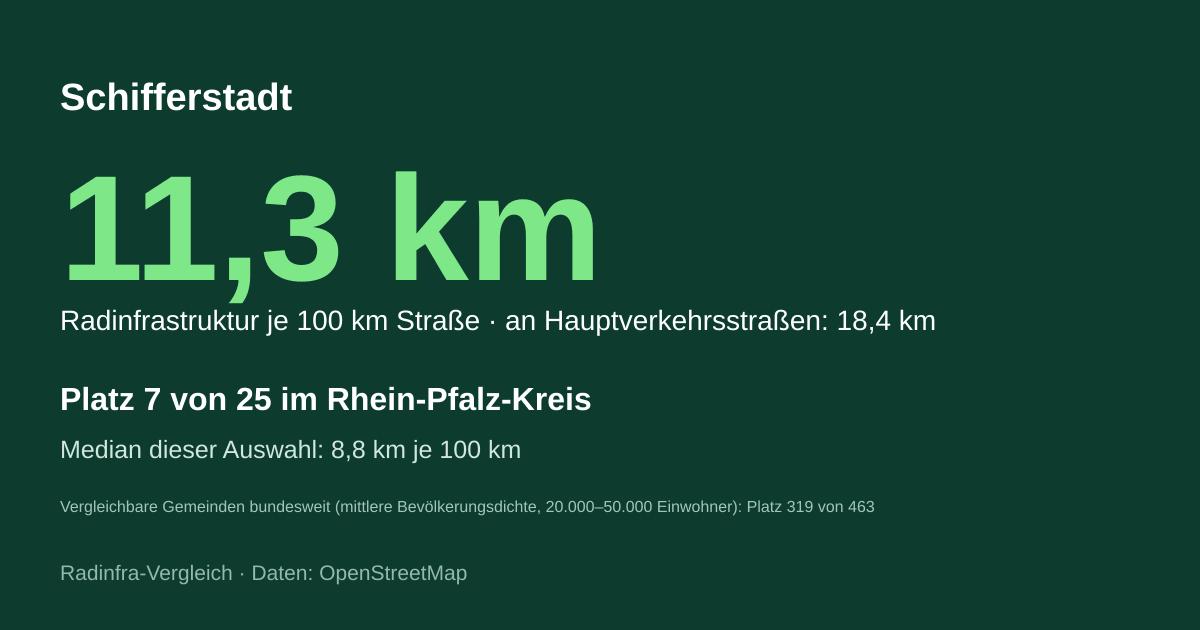 Schifferstadt
11,3 km
Radinfrastruktur je 100 km Straße · an Hauptverkehrsstraßen: 18,4 km
Platz 7 von 25 im Rhein-Pfalz-Kreis
Median dieser Auswahl: 8,8 km je 100 km
Vergleichbare Gemeinden bundesweit (mittlere Bevölkerungsdichte, 20.000–50.000 Einwohner): Platz 319 von 463
Radinfra-Vergleich · Daten: OpenStreetMap